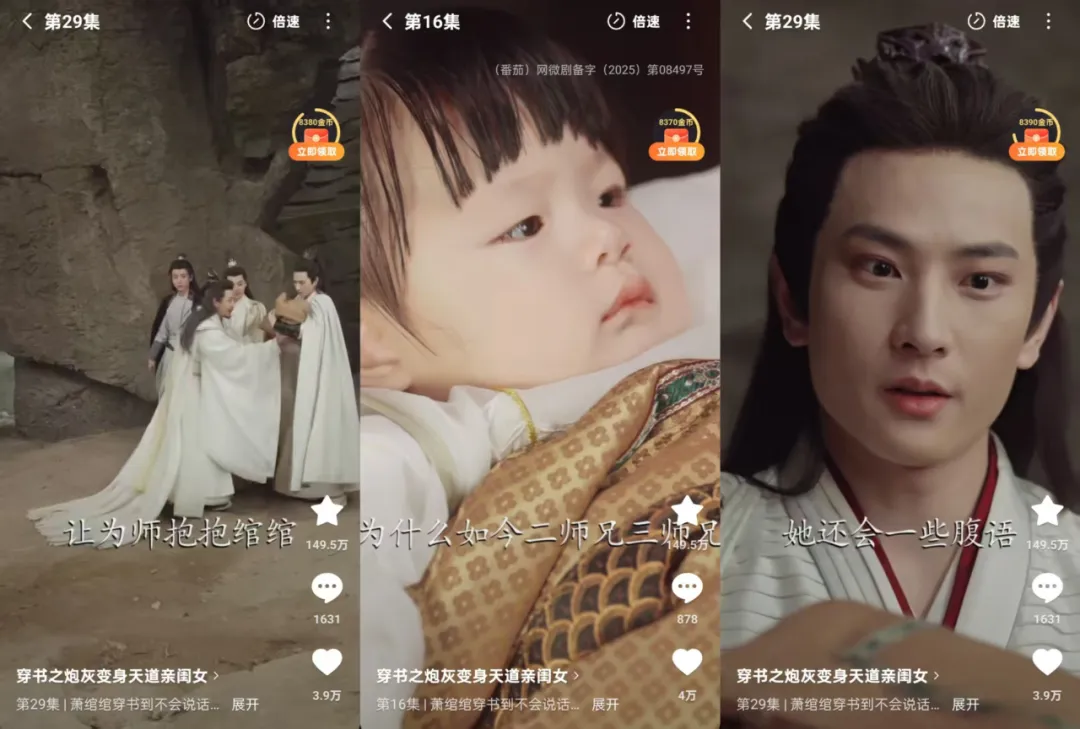 第29集
倍速
8380金币
立即领取
让为师抱抱绾绾
149.5万
1631
3.9万
穿书之炮灰变身天道亲闺女
第29集 | 萧绾绾穿书到不会说话... 展开
第16集
倍速
(番茄)网微剧备字(2025)第08497号
8370金币
立即领取
为什么如今二师兄三师兄
149.5万
878
4万
穿书之炮灰变身天道亲闺女
第16集 | 萧绾绾穿书到不会说话... 展开
第29集
倍速
8390金币
立即领取
她还会一些腹语
149.5万
1631
3.9万
穿书之炮灰变身天道亲闺女
第29集 | 萧绾绾穿书到不会说话... 展开